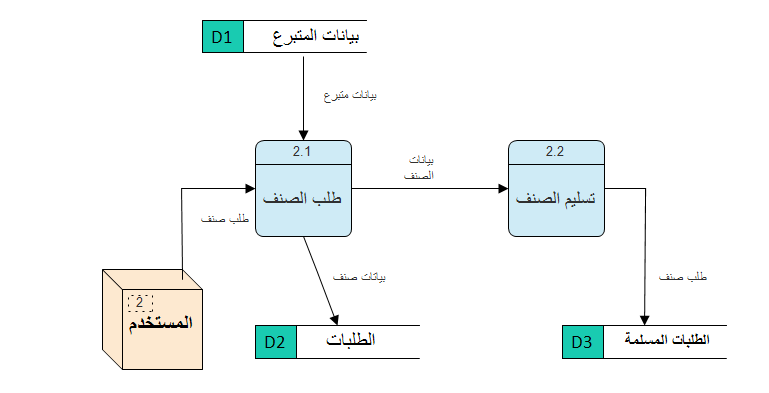 D1 بيانات المتبرع
بيانات متبرع
2.1
طلب الصنف
بيانات
الصنف
2.2
تسليم الصنف
طلب صنف
2
المستخدم
بيانات صنف
طلب صنف
D2 الطلبات
D3 الطلبات المسلمة